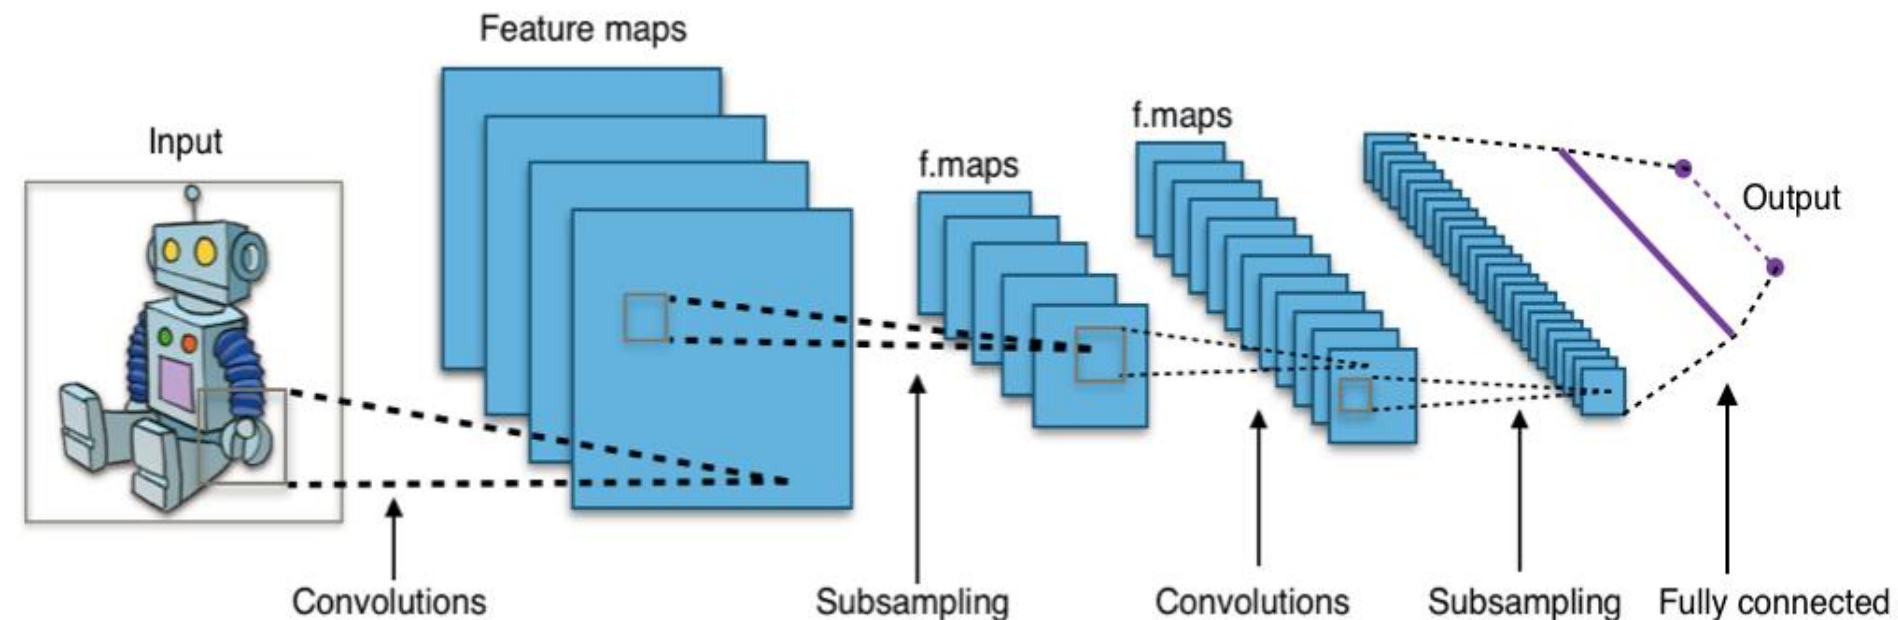 Feature maps
f.maps
Input
f.maps
Output
Convolutions
Subsampling
Convolutions
Subsampling
Fully connected